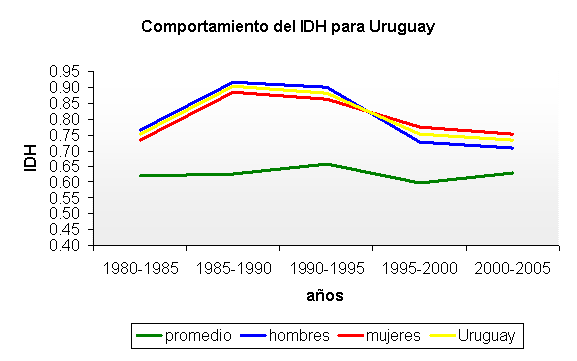 Comportamiento del IDH para Uruguay
0.95
0.90
0.85
0.80
0.75
0.70
0.65
0.60
0.55
0.50
0.45
0.40
IDH
1980-1985 1985-1990 1990-1995 1995-2000 2000-2005
años
promedio hombres mujeres Uruguay